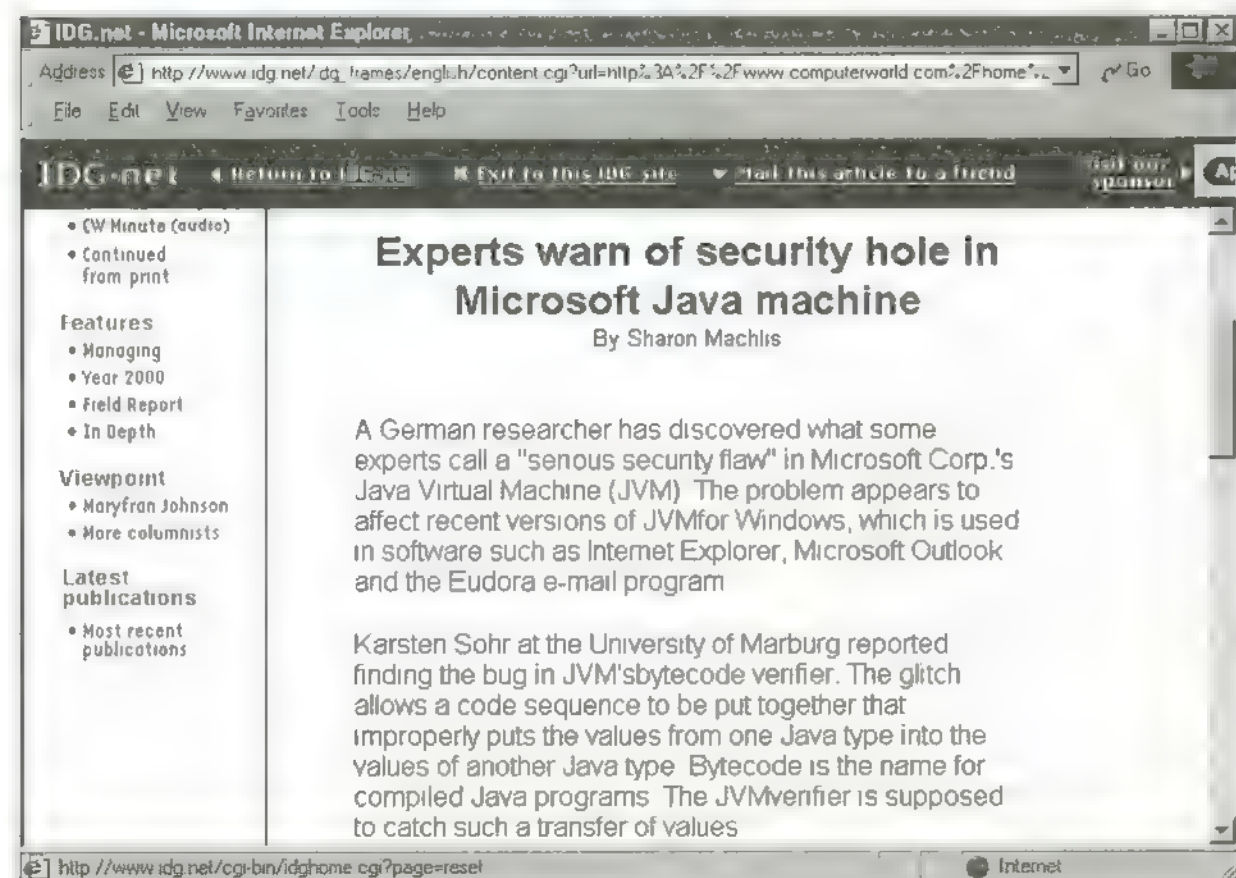 IDG.net - Microsoft Internet Explorer
Address http //www idg net/ dg_frames/english/content cgi?url=http%3A%2F%2Fwww computerworld com%2Fhome% Go
File Edit View Favorites Tools Help
IDG.net Return to Exit to this IDG site Mail this article to a friend Visit our sponsor
• CW Minute (audio)
• Continued
from print
Features
• Managing
• Year 2000
• Field Report
• In Depth
Viewpoint
• Maryfran Johnson
• More columnists
Latest
publications
• Most recent
publications
Experts warn of security hole in
Microsoft Java machine
By Sharon Machlis
A German researcher has discovered what some
experts call a "serious security flaw" in Microsoft Corp.'s
Java Virtual Machine (JVM) The problem appears to
affect recent versions of JVMfor Windows, which is used
in software such as Internet Explorer, Microsoft Outlook
and the Eudora e-mail program
Karsten Sohr at the University of Marburg reported
finding the bug in JVM'sbytecode verifier. The glitch
allows a code sequence to be put together that
improperly puts the values from one Java type into the
values of another Java type Bytecode is the name for
compiled Java programs The JVMverifier is supposed
to catch such a transfer of values
http //www idg net/cgi-bin/idghome cgi?page=reset Internet